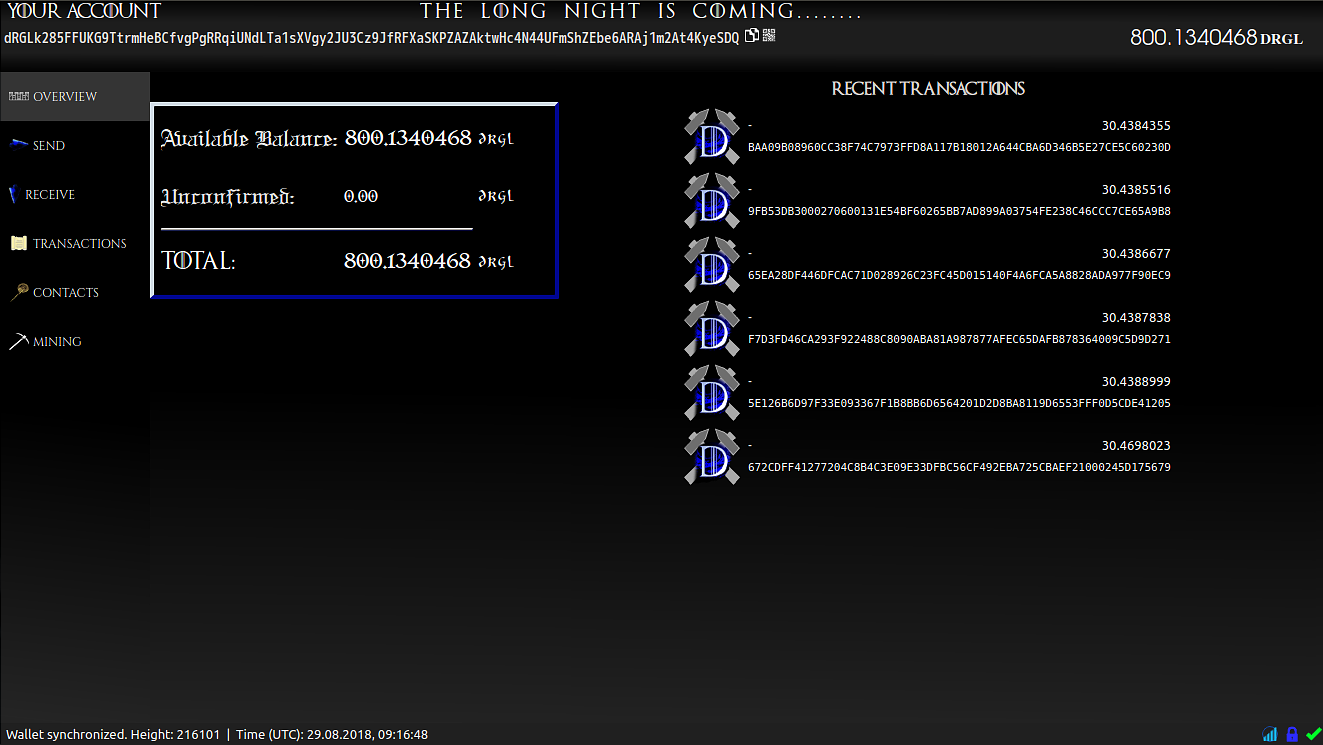 YOUR ACCOUNT
THE LONG NIGHT IS COMING........
dRGLk285FFUKG9TtrmHeBCfvgPgRRqiUNdLTa1sXVgy2JU3Cz9JfRFXaSKPZAZAktwHc4N44UFmShZEbe6ARAj1m2At4KyeSDQ
800.1340468 DRGL
OVERVIEW
SEND
RECEIVE
TRANSACTIONS
CONTACTS
MINING
Available Balance: 800.1340468 DRGL
Unconfirmed: 0.00 DRGL
TOTAL: 800.1340468 DRGL
RECENT TRANSACTIONS
D
- 30.4384355
BAA09B08960CC38F74C7973FFD8A117B18012A644CBA6D346B5E27CE5C60230D
D
- 30.4385516
9FB53DB3000270600131E54BF60265BB7AD899A03754FE238C46CCC7CE65A9B8
D
- 30.4386677
65EA28DF446DFCAC71D028926C23FC45D015140F4A6FCA5A8828ADA977F90EC9
D
- 30.4387838
F7D3FD46CA293F922488C8090ABA81A987877AFEC65DAFB878364009C5D9D271
D
- 30.4388999
5E126B6D97F33E093367F1B8BB6D6564201D2D8BA8119D6553FFF0D5CDE41205
D
- 30.4698023
672CDFF41277204C8B4C3E09E33DFBC56CF492EBA725CBAEF21000245D175679
Wallet synchronized. Height: 216101 | Time (UTC): 29.08.2018, 09:16:48